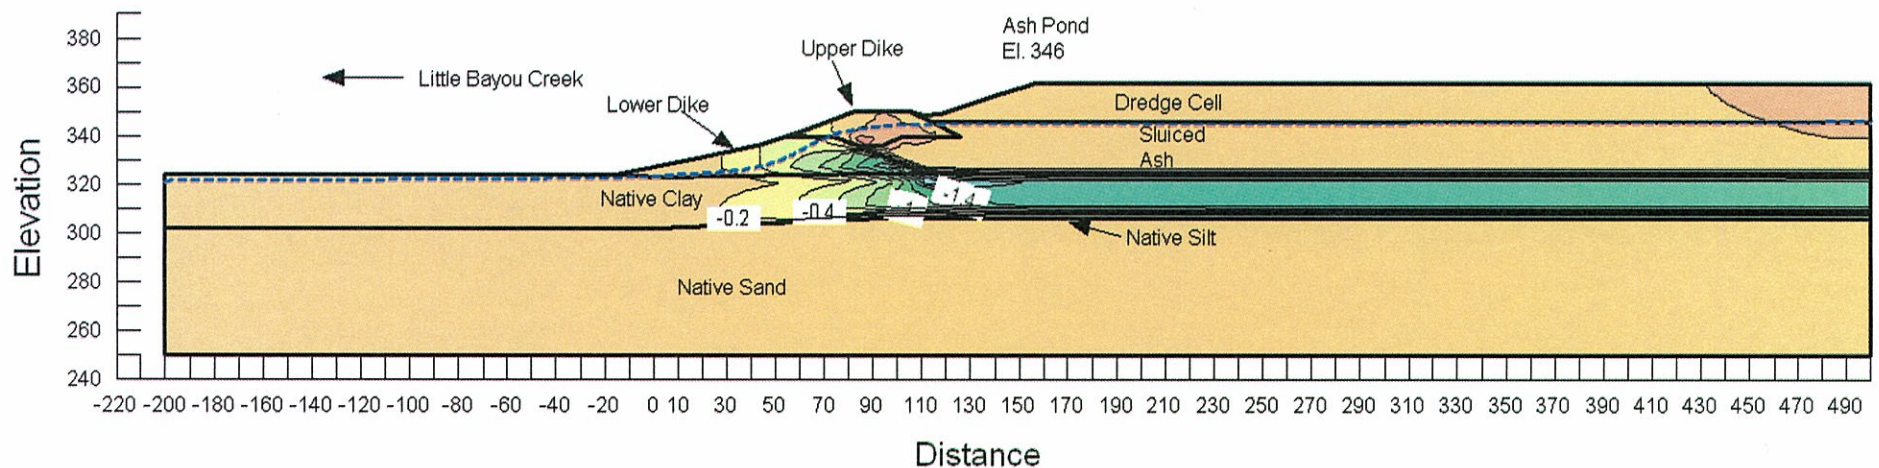 Ash Pond
El. 346
Upper Dike
Little Bayou Creek
Lower Dike
Dredge Cell
Sluiced
Ash
Native Clay
-0.2
-0.4
-1
-1.4
Native Silt
Native Sand
Elevation
380
360
340
320
300
280
260
240
-220 -200 -180 -160 -140 -120 -100 -80 -60 -40 -20 0 10 30 50 70 90 110 130 150 170 190 210 230 250 270 290 310 330 350 370 390 410 430 450 470 490
Distance